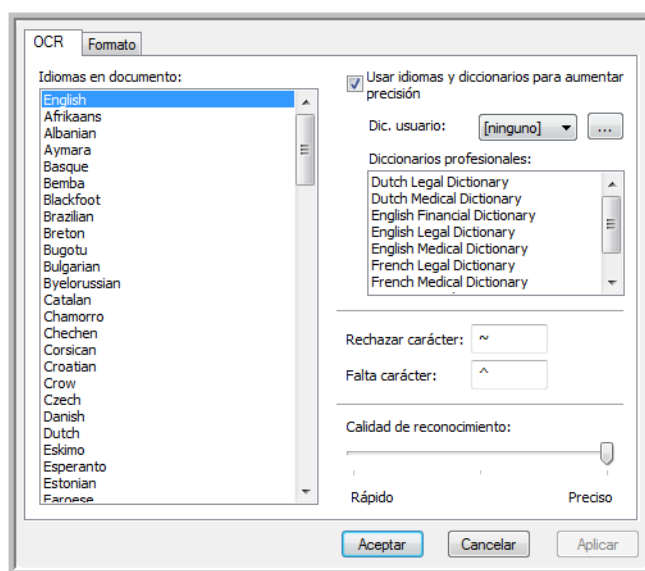 OCR
Formato
Idiomas en documento:
English
Afrikaans
Albanian
Aymara
Basque
Bemba
Blackfoot
Brazilian
Breton
Bugotu
Bulgarian
Byelorussian
Catalan
Chamorro
Chechen
Corsican
Croatian
Crow
Czech
Danish
Dutch
Eskimo
Esperanto
Estonian
Faroese
Usar idiomas y diccionarios para aumentar
precisión
Dic. usuario:
[ninguno]
...
Diccionarios profesionales:
Dutch Legal Dictionary
Dutch Medical Dictionary
English Financial Dictionary
English Legal Dictionary
English Medical Dictionary
French Legal Dictionary
French Medical Dictionary
Rechazar carácter: ~
Falta carácter: ^
Calidad de reconocimiento:
Rápido Preciso
Aceptar Cancelar Aplicar